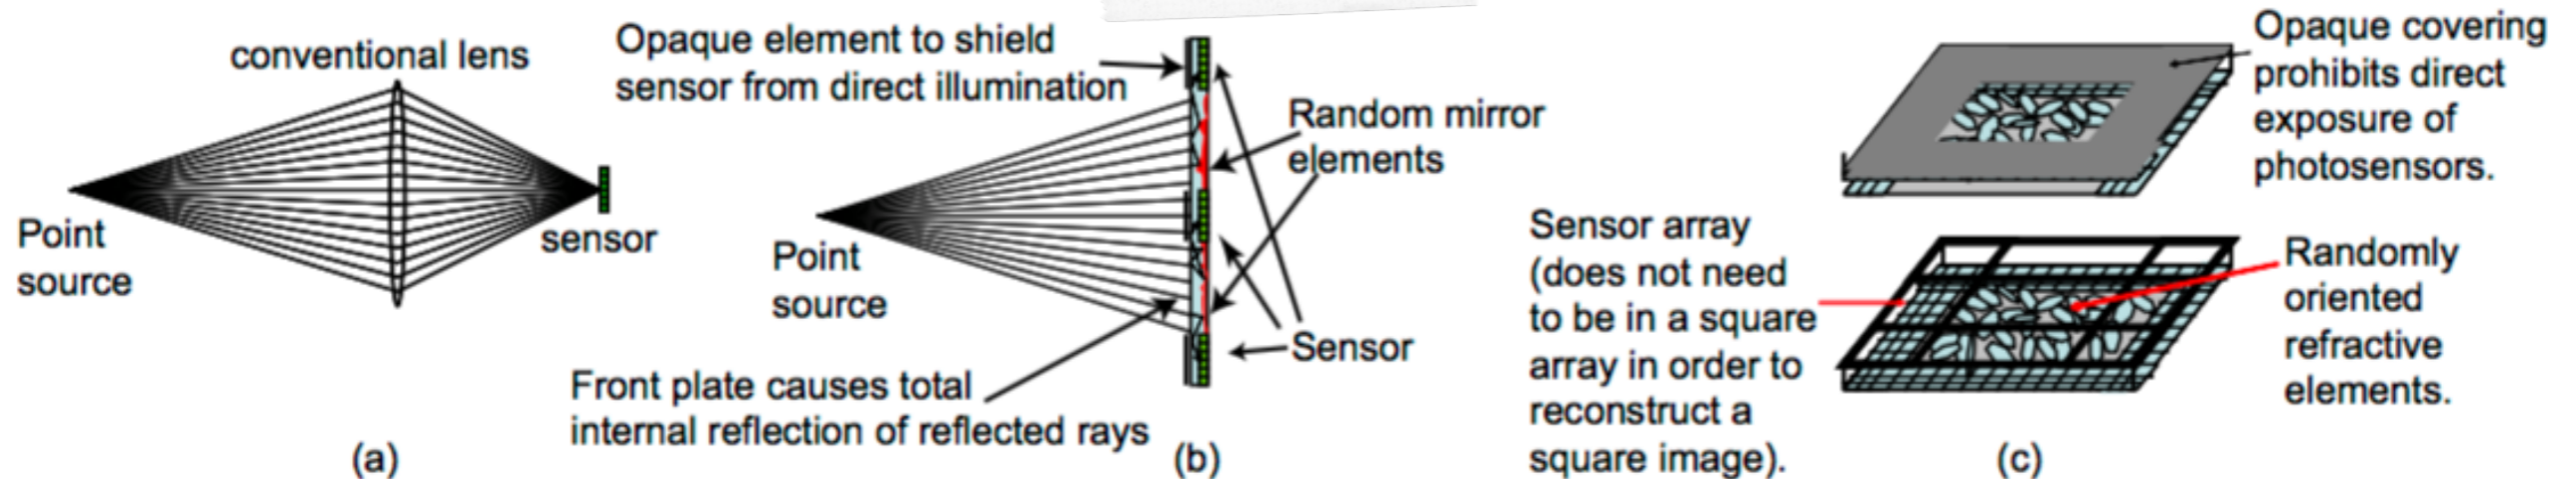 conventional lens
Point
source
sensor
(a)
Opaque element to shield
sensor from direct illumination
Random mirror
elements
Point
source
Sensor
Front plate causes total
internal reflection of reflected rays
(b)
Opaque covering
prohibits direct
exposure of
photosensors.
Sensor array
(does not need
to be in a square
array in order to
reconstruct a
square image).
Randomly
oriented
refractive
elements.
(c)